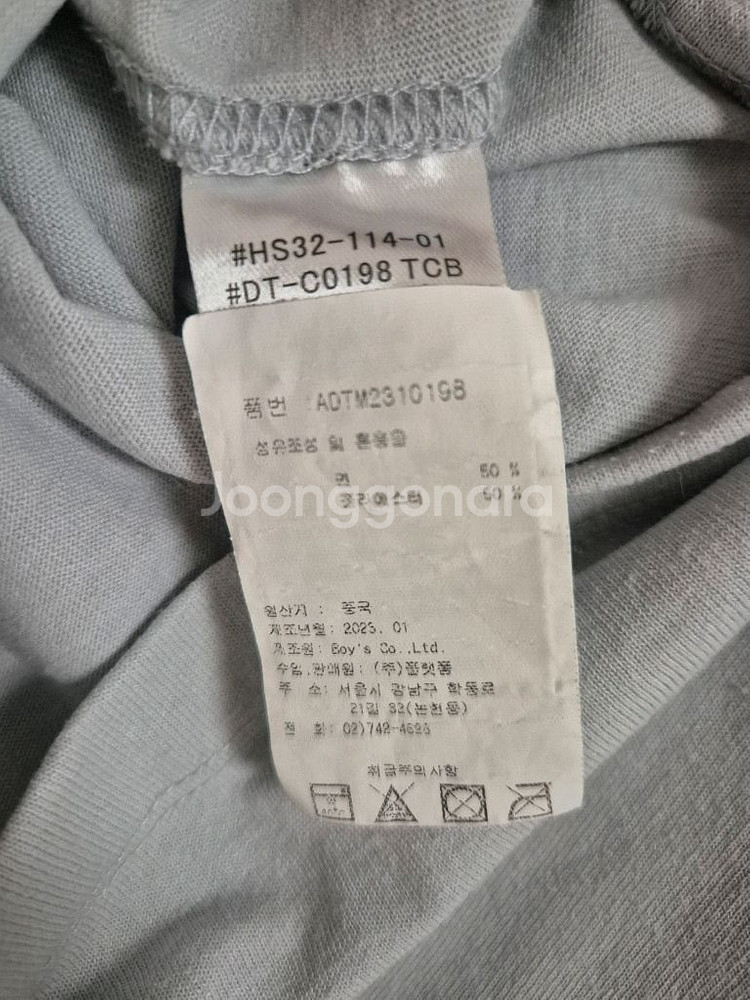 #HS32-114-01
#DT-C0198 TCB
품번 :ADTM2310198
섬유조성 및 혼용율
면 50 %
폴리에스터 50 %
Joonggonara
원산지 : 중국
제조년월: 2023. 01
제조원: Boy's Co.,Ltd.
수입,판매원: (주)플랫폼
주 소: 서울시 강남구 학동로
21길 33(논현동)
전 화: 02)742-4628
취급주의사항